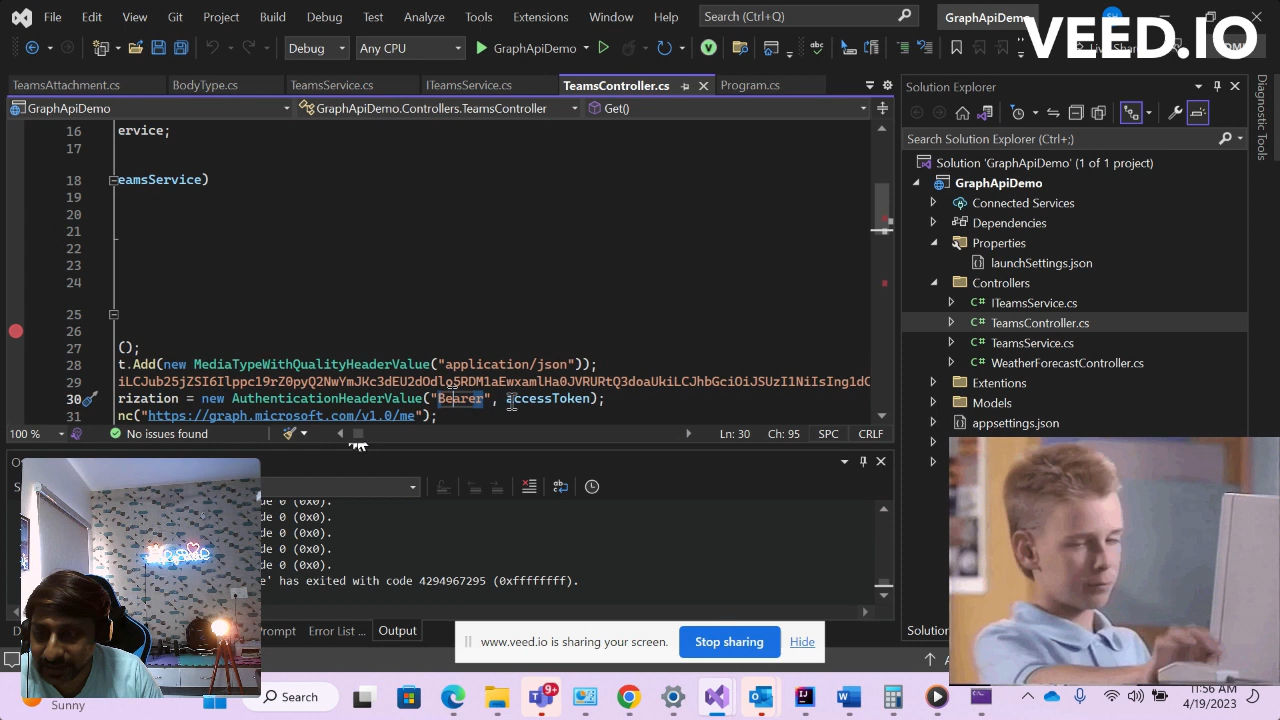 File Edit View Git Project Build Debug Test Analyze Tools Extensions Window Help Search (Ctrl+Q) GraphApiDemo
VEED.IO
Debug Any CPU GraphApiDemo
TeamsAttachment.cs BodyType.cs TeamsService.cs ITeamsService.cs TeamsController.cs Program.cs
GraphApiDemo GraphApiDemo.Controllers.TeamsController Get()
16 ervice;
17
18 eamsService)
19
20
21
22
23
24
25
26
27 ();
28 t.Add(new MediaTypeWithQualityHeaderValue("application/json"));
29
30 rization = new AuthenticationHeaderValue("Bearer", accessToken);
31 nc("https://graph.microsoft.com/v1.0/me");
100 % No issues found Ln: 30 Ch: 95 SPC CRLF
Solution Explorer
Search Solution Explorer (Ctrl+;)
Solution 'GraphApiDemo' (1 of 1 project)
GraphApiDemo
Connected Services
Dependencies
Properties
launchSettings.json
Controllers
ITeamsService.cs
TeamsController.cs
TeamsService.cs
WeatherForecastController.cs
Extentions
Models
appsettings.json
Diagnostic Tools
de 0 (0x0).
de 0 (0x0).
de 0 (0x0).
de 0 (0x0).
de 0 (0x0).
' has exited with code 4294967295 (0xffffffff).
Prompt Error List ... Output
www.veed.io is sharing your screen. Stop sharing Hide
Search
9+
Sunny
11:56 AM
4/19/2023